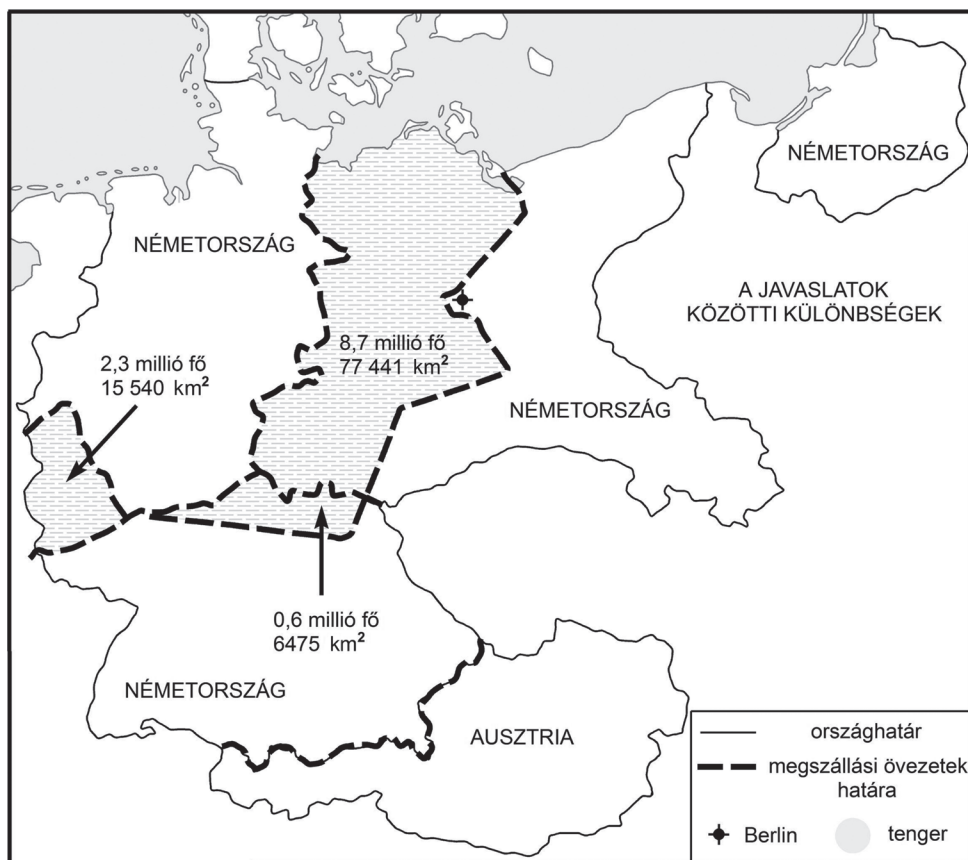 NÉMETORSZÁG
NÉMETORSZÁG
A JAVASLATOK
KÖZÖTTI KÜLÖNBSÉGEK
8,7 millió fő
77 441 km²
2,3 millió fő
15 540 km²
NÉMETORSZÁG
0,6 millió fő
6475 km²
NÉMETORSZÁG
AUSZTRIA
országhatár
megszállási övezetek
határa
Berlin
tenger